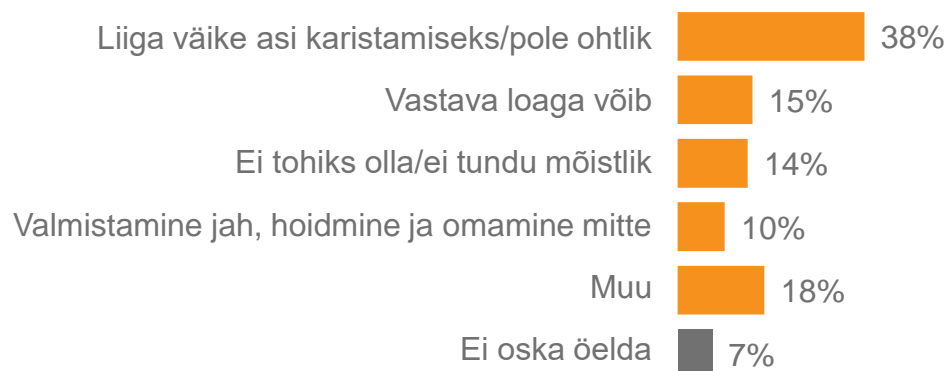 Liiga väike asi karistamiseks/pole ohtlik 38%
Vastava loaga võib 15%
Ei tohiks olla/ei tundu mõistlik 14%
Valmistamine jah, hoidmine ja omamine mitte 10%
Muu 18%
Ei oska öelda 7%